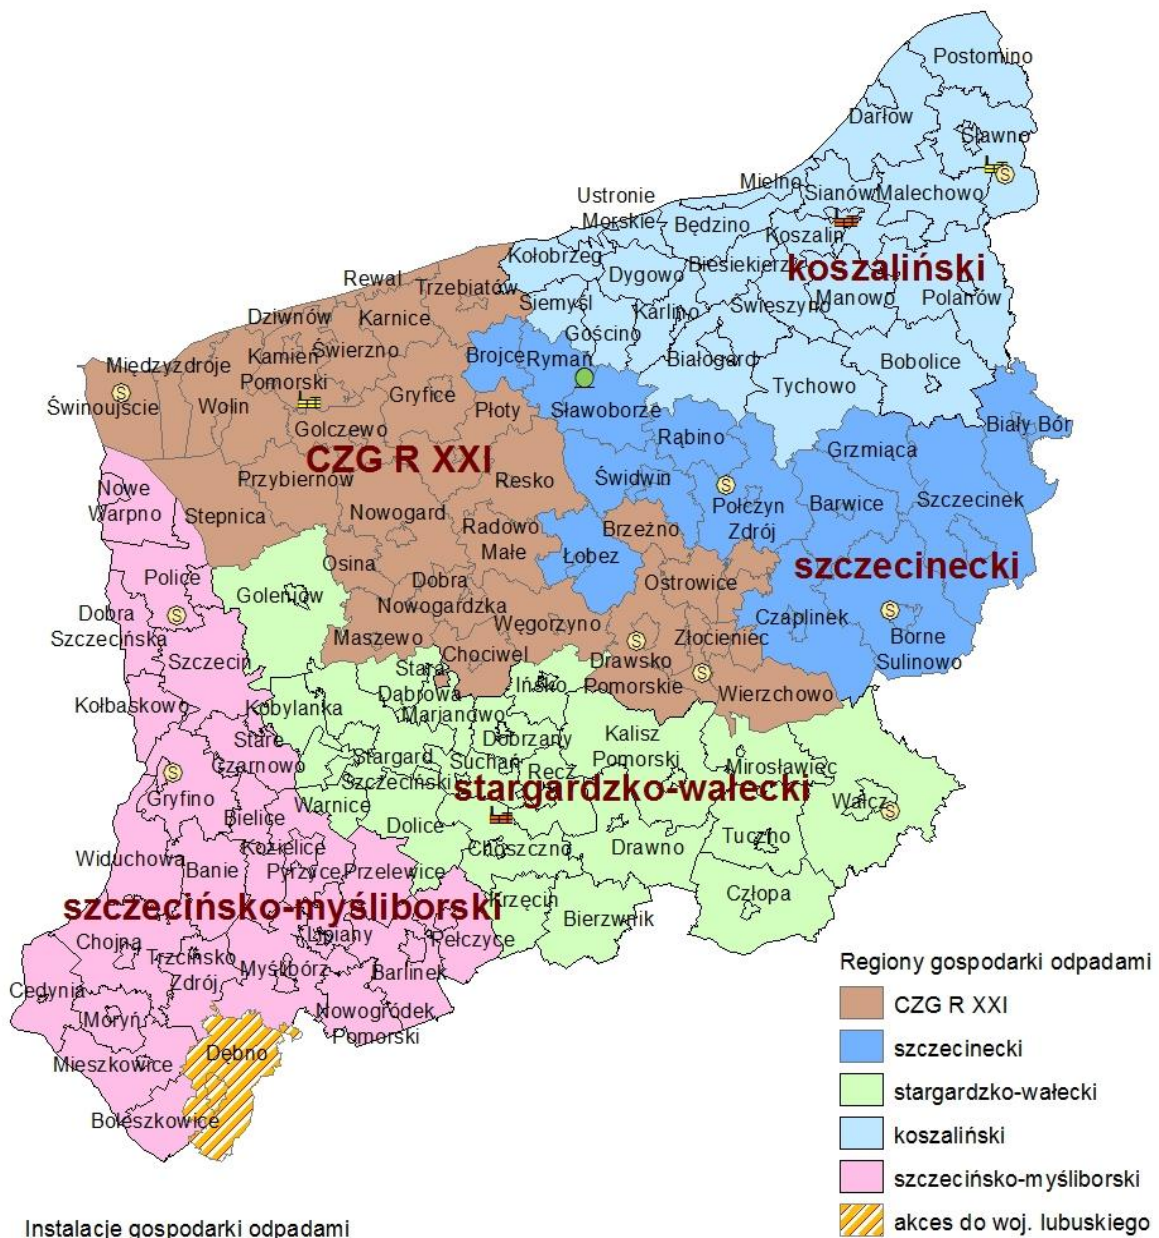 Postomino
Darłow
Sławno
S
Mielno
Sianów
Malechowo
Ustronie
Morskie
Będzino
Koszalin
Kołobrzeg
Dygowo
Biesiekierz
koszaliński
Rewal
Trzebiatów
Siemyśl
Karlino
Świeszyno
Manowo
Polanów
Dziwnów
Karnice
Gościno
Białogard
Bobolice
Międzyzdroje
Kamień
Pomorski
Świerzno
Brojce
Rymań
Tychowo
S
Świnoujście
Wolin
Gryfice
Płoty
Sławoborze
Golczewo
Rąbino
Biały Bór
CZG R XXI
Grzmiąca
Nowe
Warpno
Przybiernów
Resko
Świdwin
S
Połczyn
Zdrój
Barwice
Szczecinek
Stepnica
Nowogard
Radowo
Małe
Brzeżno
Łobez
szczecinecki
Osina
Police
Goleniów
Dobra
Nowogardzka
Ostrowice
Dobra
Szczecińska
S
Węgorzyno
Czaplinek
S
Borne
Sulinowo
Maszewo
Chociwel
S
Złocieniec
Szczecin
Stara
Dąbrowa
Ińsko
Drawsko
Pomorskie
S
Wierzchowo
Kołbaskowo
Kobylanka
Marianowo
Stare
Czarnowo
Dobrzany
Kalisz
Pomorski
Stargard
Szczeciński
Suchań
Recz
Mirosławiec
S
Gryfino
stargardzko-wałecki
Warnice
Wałcz
S
Bielice
Dolice
Tuczno
Widuchowa
Kozielice
Choszczno
Drawno
Banie
Pyrzyce
Przelewice
Człopa
szczecińsko-myśliborski
Krzęcin
Bierzwnik
Chojna
Lipiany
Pełczyce
Trzcińsko
Zdrój
Myślibórz
Barlinek
Cedynia
Moryń
Nowogródek
Pomorski
Mieszkowice
Dębno
Boleszkowice
Regiony gospodarki odpadami
CZG R XXI
szczecinecki
stargardzko-wałecki
koszaliński
szczecińsko-myśliborski
akces do woj. lubuskiego
Instalacje gospodarki odpadami